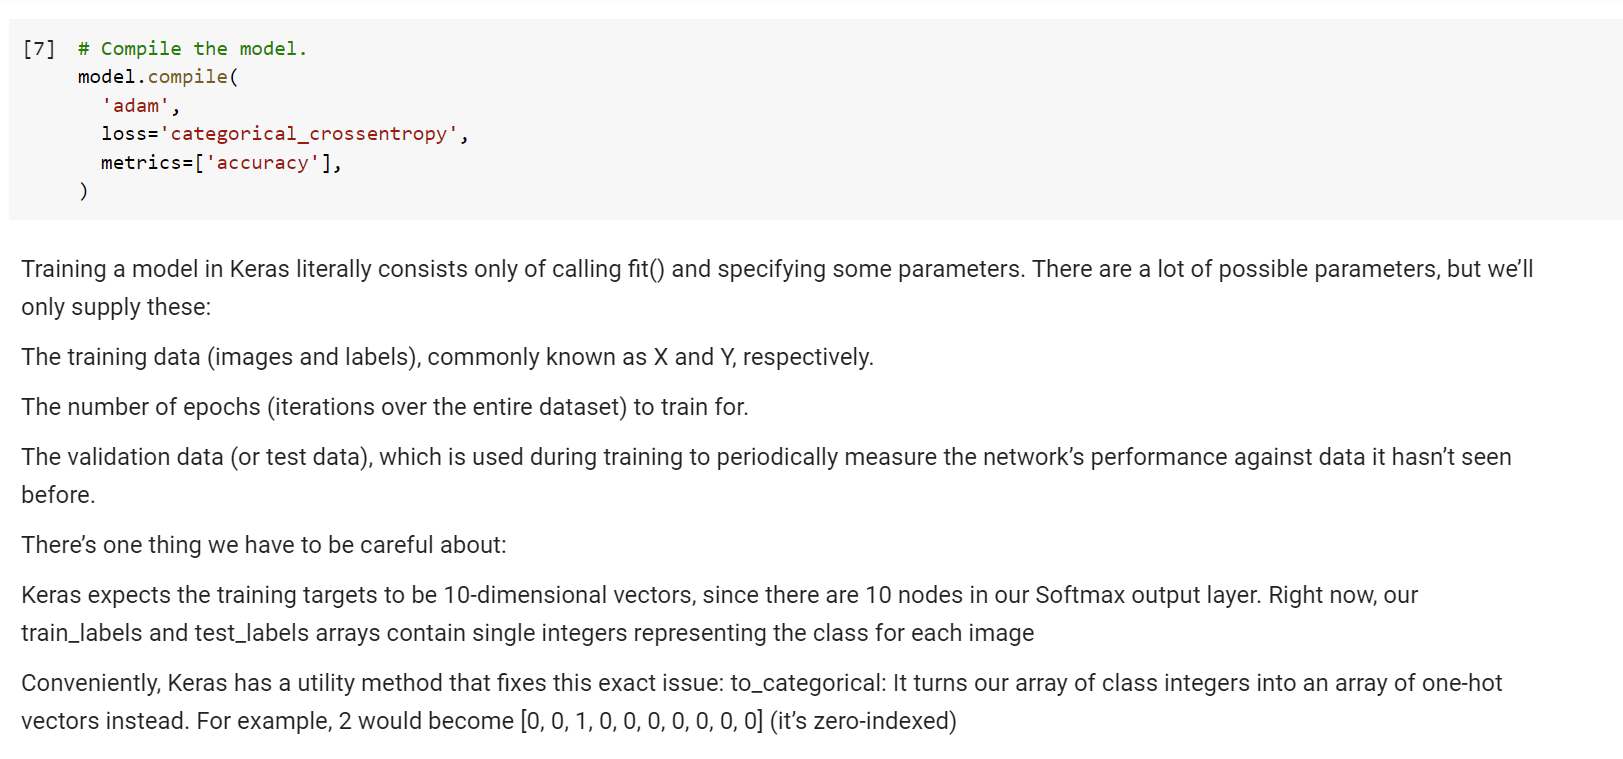 [7] # Compile the model.
model.compile(
  'adam',
  loss='categorical_crossentropy',
  metrics=['accuracy'],
)
Training a model in Keras literally consists only of calling fit() and specifying some parameters. There are a lot of possible parameters, but we’ll
only supply these:
The training data (images and labels), commonly known as X and Y, respectively.
The number of epochs (iterations over the entire dataset) to train for.
The validation data (or test data), which is used during training to periodically measure the network’s performance against data it hasn’t seen
before.
There’s one thing we have to be careful about:
Keras expects the training targets to be 10-dimensional vectors, since there are 10 nodes in our Softmax output layer. Right now, our
train_labels and test_labels arrays contain single integers representing the class for each image
Conveniently, Keras has a utility method that fixes this exact issue: to_categorical: It turns our array of class integers into an array of one-hot
vectors instead. For example, 2 would become [0, 0, 1, 0, 0, 0, 0, 0, 0, 0] (it’s zero-indexed)